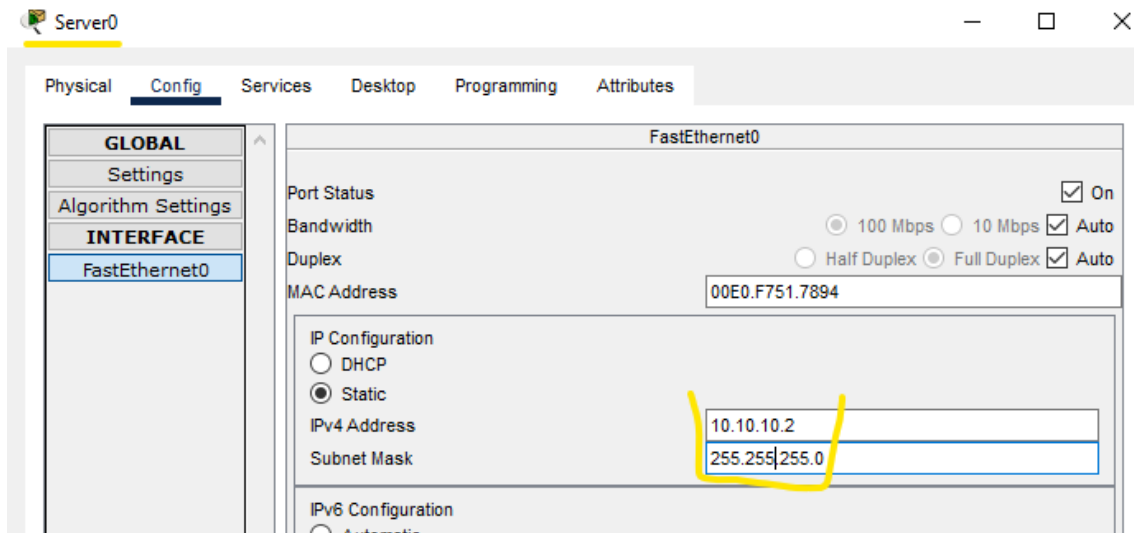 Server0
Physical Config Services Desktop Programming Attributes
GLOBAL
Settings
Algorithm Settings
INTERFACE
FastEthernet0
FastEthernet0
Port Status On
Bandwidth 100 Mbps 10 Mbps Auto
Duplex Half Duplex Full Duplex Auto
MAC Address 00E0.F751.7894
IP Configuration
DHCP
Static
IPv4 Address 10.10.10.2
Subnet Mask 255.255.255.0
IPv6 Configuration